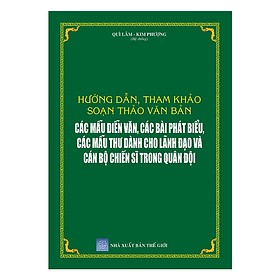 QUÍ LÂM - KIM PHƯỢNG
(Hệ thống)
HƯỚNG DẪN, THAM KHẢO
SOẠN THẢO VĂN BẢN
CÁC MẪU DIỄN VĂN, CÁC BÀI PHÁT BIỂU,
CÁC MẪU THƯ DÀNH CHO LÃNH ĐẠO VÀ
CÁN BỘ CHIẾN SĨ TRONG QUÂN ĐỘI
NHÀ XUẤT BẢN THẾ GIỚI